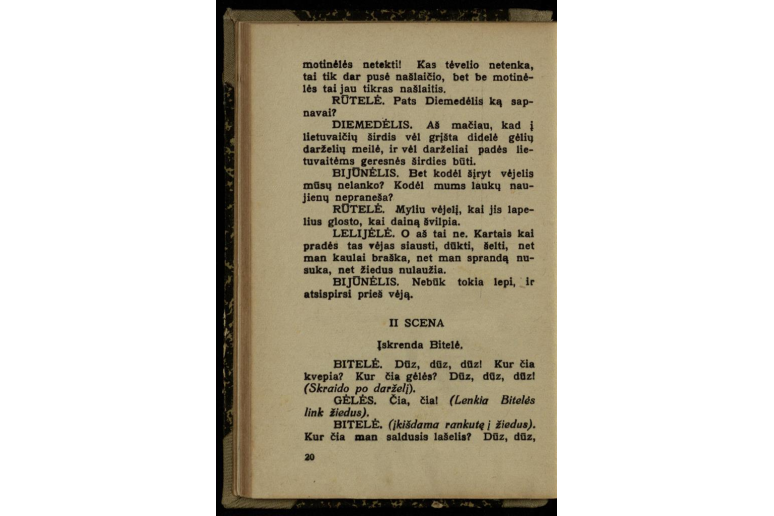 motinėlės netekti! Kas tėvelio netenka,
tai tik dar pusė našlaičio, bet be motinė-
lės tai jau tikras našlaitis.
RŪTELĖ. Pats Diemedėlis ką sap-
navai?
DIEMEDĖLIS. Aš mačiau, kad į
lietuvaičių širdis vėl grįšta didelė gėlių
darželių meilė, ir vėl darželiai padės lie-
tuvaitėms geresnės širdies būti.
BIJŪNĖLIS. Bet kodėl šįryt vėjelis
mūsų nelanko? Kodėl mums laukų nau-
jienų nepraneša?
RŪTELĖ. Myliu vėjelį, kai jis lape-
lius glosto, kai dainą švilpia.
LELIJĖLĖ. O aš tai ne. Kartais kai
pradės tas vėjas siausti, dūkti, šelti, net
man kaulai braška, net man sprandą nu-
suka, net žiedus nulaužia.
BIJŪNĖLIS. Nebūk tokia lepi, ir
atsispirsi prieš vėją.
II SCENA
Įskrenda Bitelė.
BITELĖ. Dūz, dūz, dūz! Kur čia
kvepia? Kur čia gėlės? Dūz, dūz, dūz!
(Skraido po darželį).
GĖLĖS. Čia, čia! (Lenkia Bitelės
link žiedus).
BITELĖ. (įkišdama rankutę į žiedus).
Kur čia man saldusis lašelis? Dūz, dūz,
20